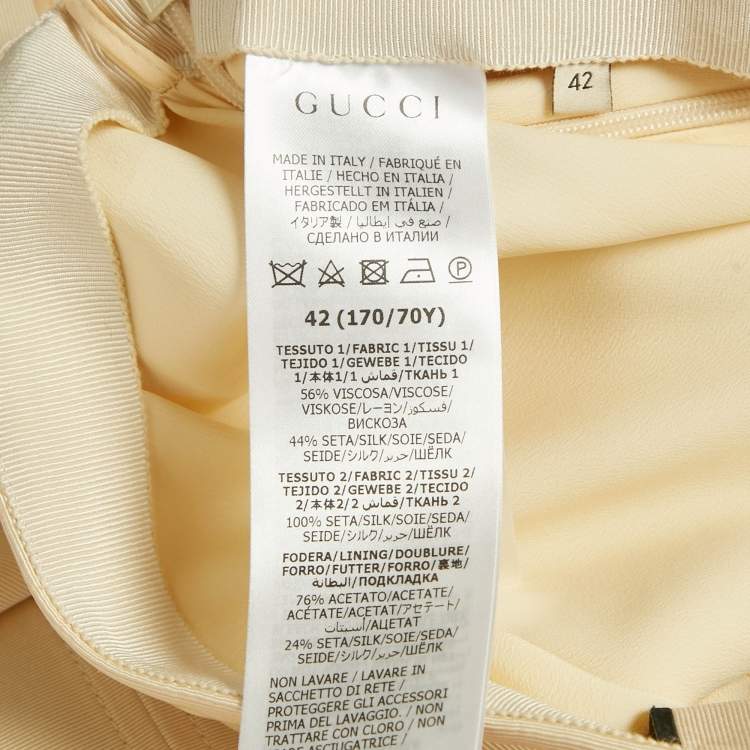 42
GUCCI
MADE IN ITALY / FABRIQUÉ EN
ITALIE / HECHO EN ITALIA /
HERGESTELLT IN ITALIEN /
FABRICADO EM ITÁLIA /
イタリア製 / صنع في إيطاليا /
СДЕЛАНО В ИТАЛИИ
P
42 (170/70Y)
TESSUTO 1/FABRIC 1/TISSU 1/
TEJIDO 1/GEWEBE 1/TECIDO
1/本体1/1 قماش/ТКАНЬ 1
56% VISCOSA/VISCOSE/
VISKOSE/レーヨン/فسكوز/
ВИСКОЗА
44% SETA/SILK/SOIE/SEDA/
SEIDE/シルク/حرير/ШЁЛК
TESSUTO 2/FABRIC 2/TISSU 2/
TEJIDO 2/GEWEBE 2/TECIDO
2/本体2/2 قماش/ТКАНЬ 2
100% SETA/SILK/SOIE/SEDA/
SEIDE/シルク/حرير/ШЁЛК
FODERA/LINING/DOUBLURE/
FORRO/FUTTER/FORRO/裏地/
البطانة/ПОДКЛАДКА
76% ACETATO/ACETATE/
ACÉTATE/ACETAT/アセテート/
أسيتات/АЦЕТАТ
24% SETA/SILK/SOIE/SEDA/
SEIDE/シルク/حرير/ШЁЛК
NON LAVARE / LAVARE IN
SACCHETTO DI RETE /
PROTEGGERE GLI ACCESSORI
PRIMA DEL LAVAGGIO. / NON
TRATTARE CON CLORO / NON
USARE ASCIUGATRICE /